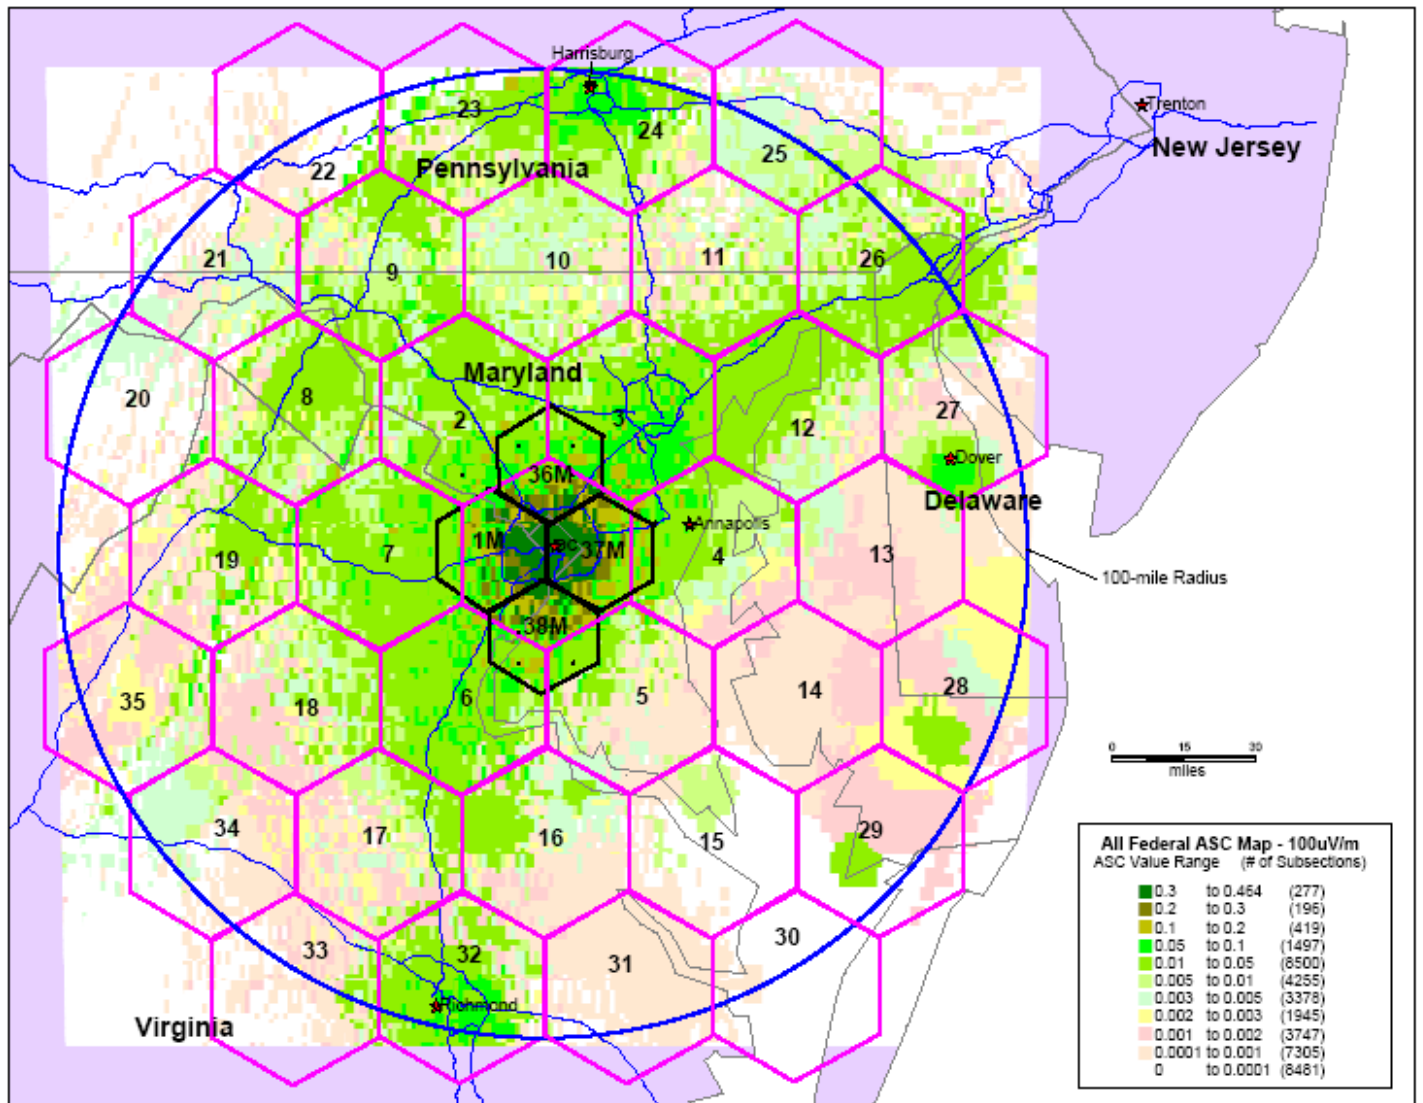 Harrisburg
23
24
Trenton
New Jersey
25
22
Pennsylvania
21
9
10
11
26
Maryland
20
8
2
3
12
27
Dover
Delaware
36M
Annapolis
19
7
1M
DC
37M
4
13
100-mile Radius
38M
35
18
6
5
14
28
0 15 30
miles
34
17
16
15
29
33
32
31
30
Richmond
Virginia
All Federal ASC Map - 100uV/m
ASC Value Range (# of Subsections)
0.3 to 0.464 (277)
0.2 to 0.3 (196)
0.1 to 0.2 (419)
0.05 to 0.1 (1497)
0.01 to 0.05 (8500)
0.005 to 0.01 (4255)
0.003 to 0.005 (3378)
0.002 to 0.003 (1945)
0.001 to 0.002 (3747)
0.0001 to 0.001 (7305)
0 to 0.0001 (8481)